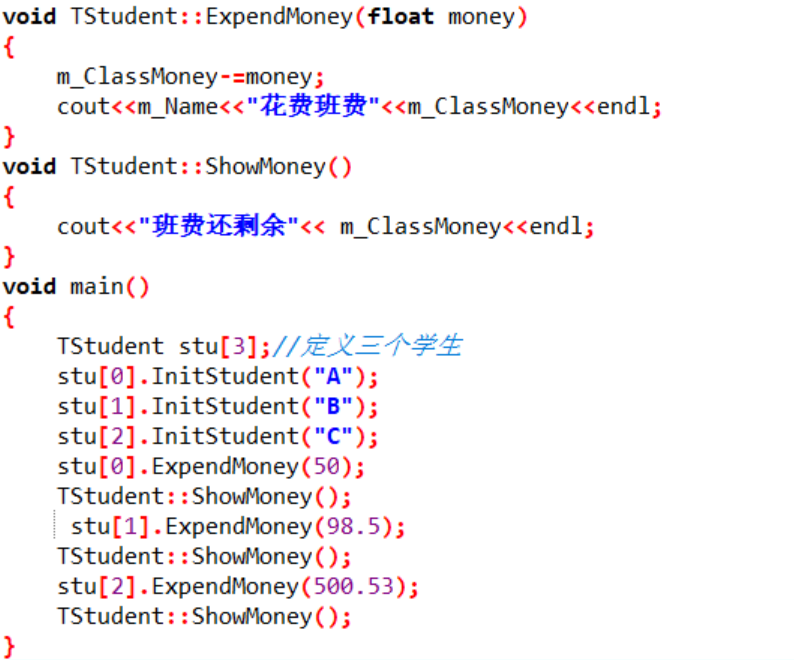 void TStudent::ExpendMoney(float money)
{
    m_ClassMoney-=money;
    cout<<m_Name<<"花费班费"<<m_ClassMoney<<endl;
}
void TStudent::ShowMoney()
{
    cout<<"班费还剩余"<< m_ClassMoney<<endl;
}
void main()
{
    TStudent stu[3];//定义三个学生
    stu[0].InitStudent("A");
    stu[1].InitStudent("B");
    stu[2].InitStudent("C");
    stu[0].ExpendMoney(50);
    TStudent::ShowMoney();
     stu[1].ExpendMoney(98.5);
    TStudent::ShowMoney();
    stu[2].ExpendMoney(500.53);
    TStudent::ShowMoney();
}